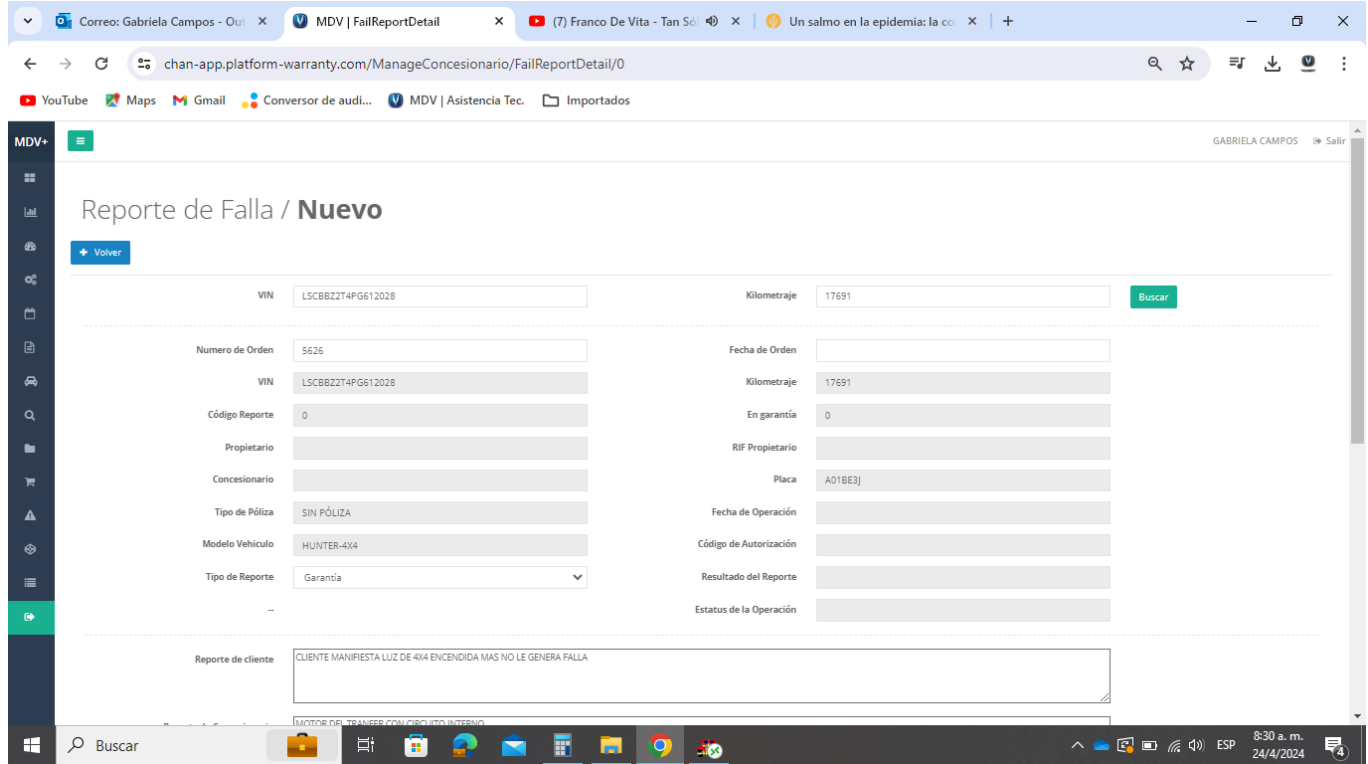 Correo: Gabriela Campos - Out
MDV | FailReportDetail
(7) Franco De Vita - Tan Sól
Un salmo en la epidemia: la co
chan-app.platform-warranty.com/ManageConcesionario/FailReportDetail/0
YouTube
Maps
Gmail
Conversor de audi...
MDV | Asistencia Tec.
Importados
MDV+
GABRIELA CAMPOS
Salir
Reporte de Falla / Nuevo
+ Volver
VIN LSCBBZ2T4PG612028 Kilometraje 17691 Buscar
Numero de Orden 5626 Fecha de Orden
VIN LSCBBZ2T4PG612028 Kilometraje 17691
Código Reporte 0 En garantía 0
Propietario RIF Propietario
Concesionario Placa A01BE3J
Tipo de Póliza SIN PÓLIZA Fecha de Operación
Modelo Vehiculo HUNTER-4X4 Código de Autorización
Tipo de Reporte Garantía Resultado del Reporte
-- Estatus de la Operación
Reporte de cliente CLIENTE MANIFIESTA LUZ DE 4X4 ENCENDIDA MAS NO LE GENERA FALLA
MOTOR DEL TRANFER CON CIRCUITO INTERNO
Buscar
ESP
8:30 a. m.
24/4/2024
4